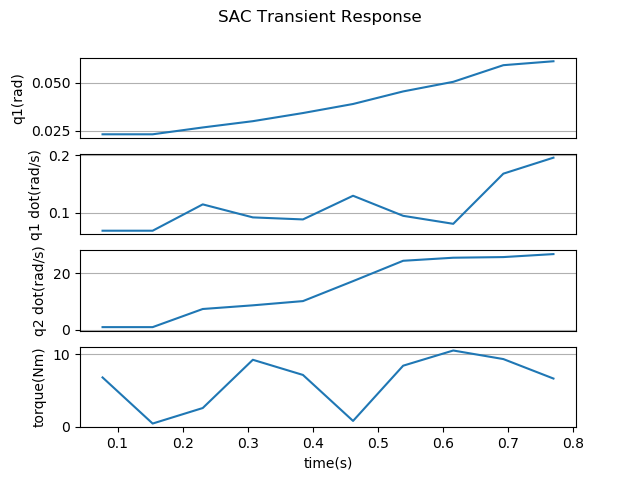 SAC Transient Response
q1(rad)
0.050
0.025
q1 dot(rad/s)
0.2
0.1
q2 dot(rad/s)
20
0
torque(Nm)
10
0
0.1 0.2 0.3 0.4 0.5 0.6 0.7 0.8
time(s)